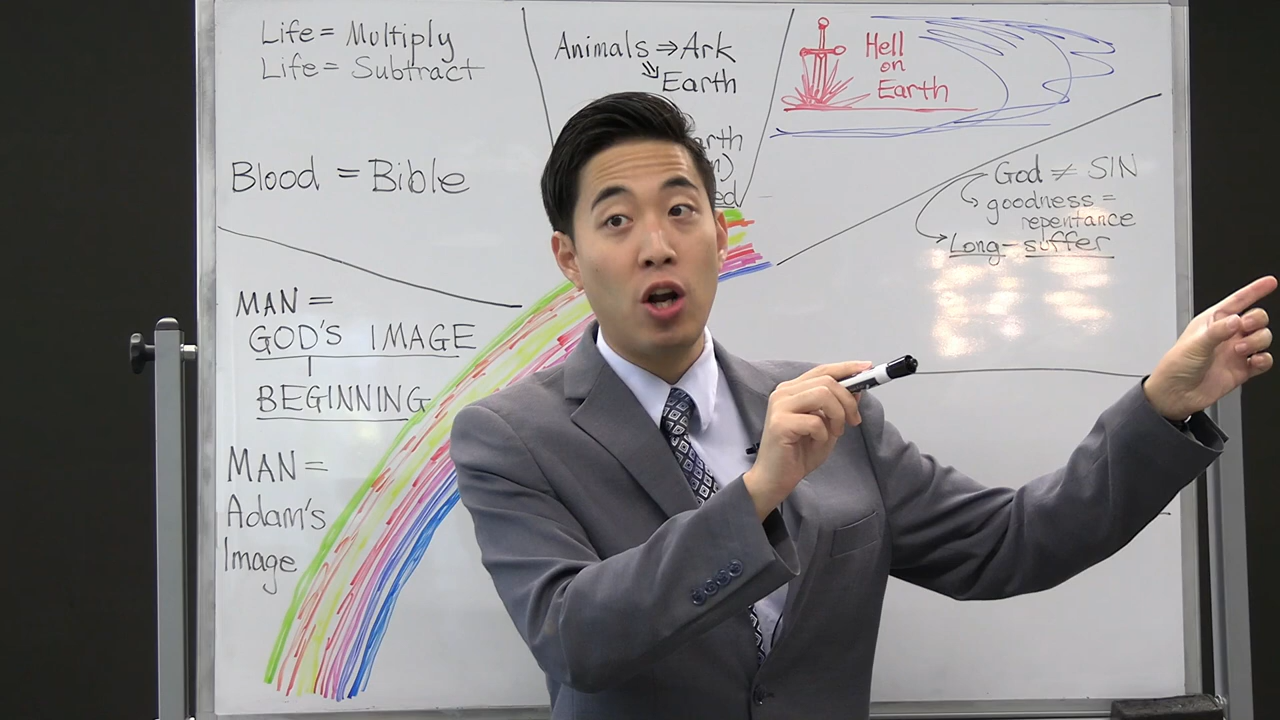 Life = Multiply
Life = Subtract
Blood = Bible
MAN =
GOD'S IMAGE
BEGINNING
MAN =
Adam's
Image
Animals ⇒ Ark
⇘ Earth
Hell
on
Earth
God ≠ SIN
goodness =
repentance
Long-suffer